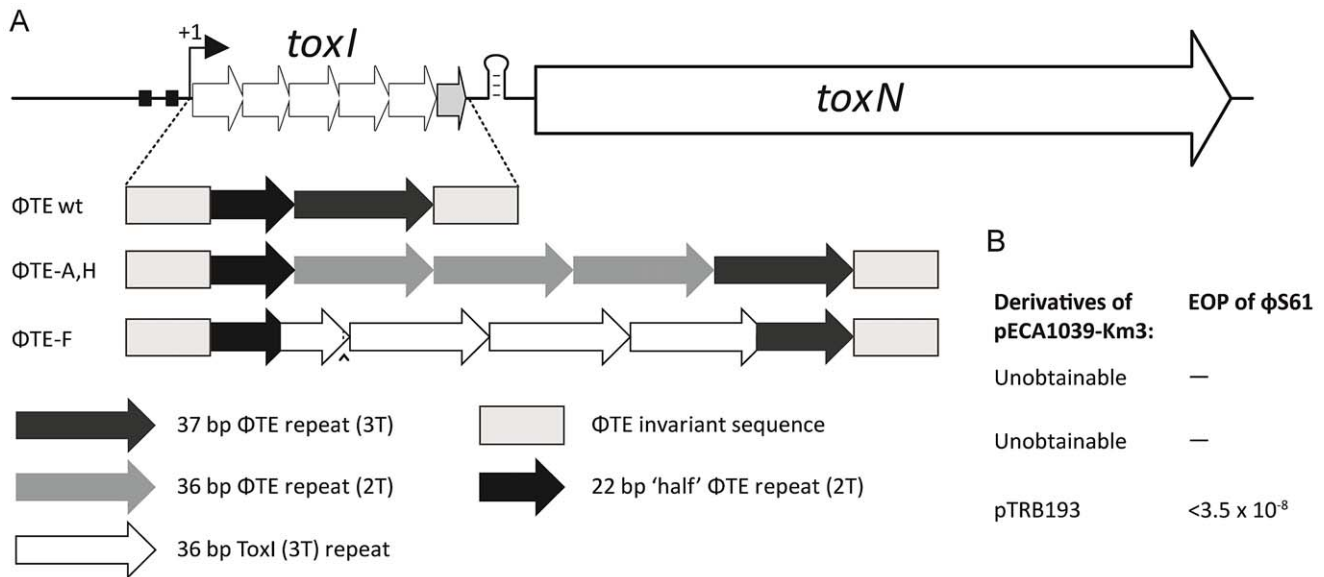 A
+1
toxI
toxN
ΦTE wt
ΦTE-A,H
ΦTE-F
37 bp ΦTE repeat (3T)
36 bp ΦTE repeat (2T)
36 bp ToxI (3T) repeat
ΦTE invariant sequence
22 bp ‘half’ ΦTE repeat (2T)
B
Derivatives of pECA1039-Km3:
EOP of ϕS61
Unobtainable —
Unobtainable —
pTRB193 <3.5 x 10⁻⁸